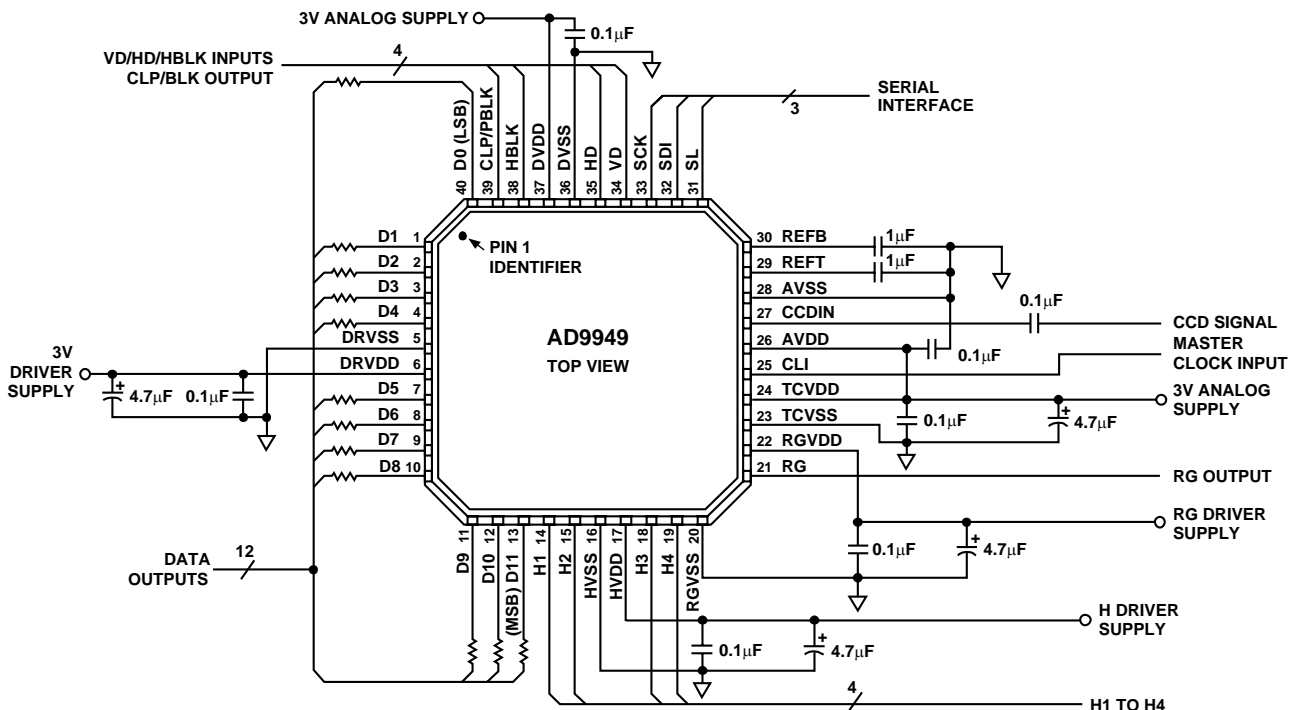 3V ANALOG SUPPLY
0.1µF
VD/HD/HBLK INPUTS
CLP/BLK OUTPUT
4
3
SERIAL
INTERFACE
D0 (LSB)
CLP/PBLK
HBLK
DVDD
DVSS
HD
VD
SCK
SDI
SL
40
39
38
37
36
35
34
33
32
31
D1 1
D2 2
D3 3
D4 4
DRVSS 5
DRVDD 6
D5 7
D6 8
D7 9
D8 10
PIN 1
IDENTIFIER
AD9949
TOP VIEW
30 REFB
29 REFT
28 AVSS
27 CCDIN
26 AVDD
25 CLI
24 TCVDD
23 TCVSS
22 RGVDD
21 RG
1µF
1µF
0.1µF
0.1µF
CCD SIGNAL
MASTER
CLOCK INPUT
3V ANALOG
SUPPLY
0.1µF
4.7µF
+
RG OUTPUT
RG DRIVER
SUPPLY
0.1µF
4.7µF
+
3V
DRIVER
SUPPLY
+
4.7µF
0.1µF
DATA
OUTPUTS
12
11
12
13
14
15
16
17
18
19
20
D9
D10
(MSB) D11
H1
H2
HVSS
HVDD
H3
H4
RGVSS
H DRIVER
SUPPLY
0.1µF
4.7µF
+
4
H1 TO H4